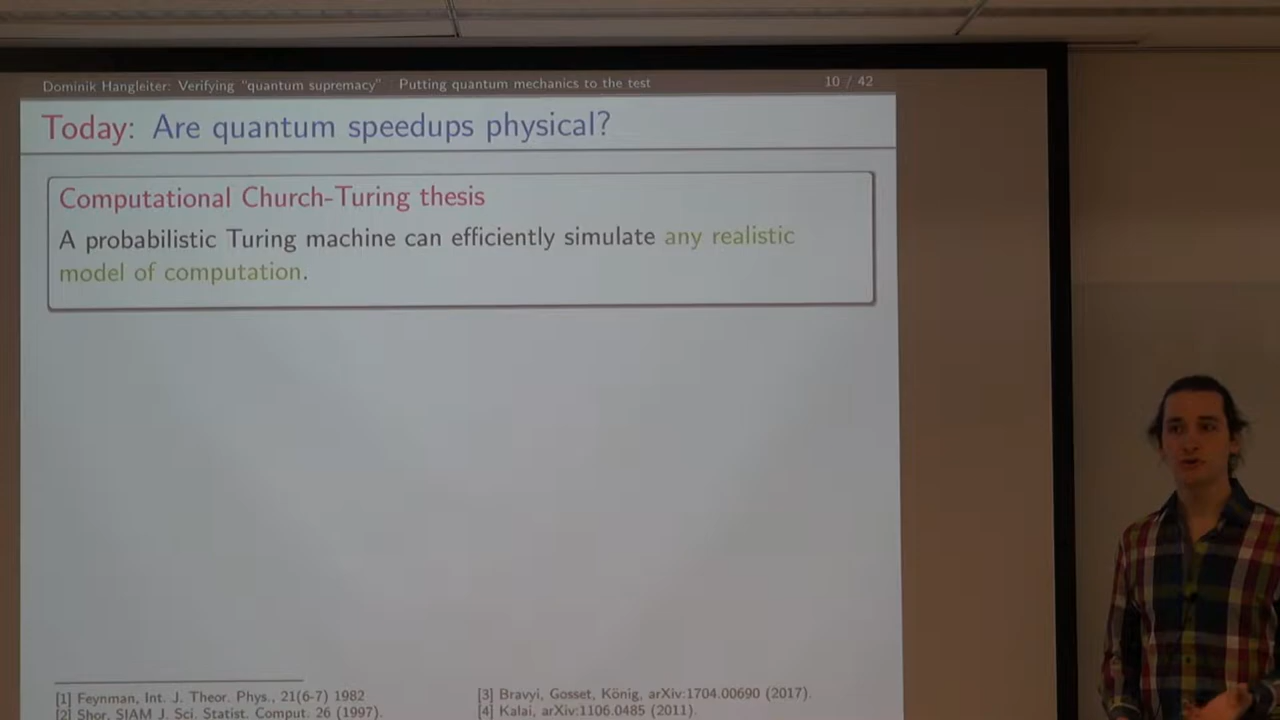 Dominik Hangleiter: Verifying "quantum supremacy" Putting quantum mechanics to the test 10 / 42
Today: Are quantum speedups physical?
Computational Church-Turing thesis
A probabilistic Turing machine can efficiently simulate any realistic
model of computation.
[1] Feynman, Int. J. Theor. Phys., 21(6-7) 1982
[2] Shor, SIAM J. Sci. Statist. Comput. 26 (1997).
[3] Bravyi, Gosset, König, arXiv:1704.00690 (2017).
[4] Kalai, arXiv:1106.0485 (2011).